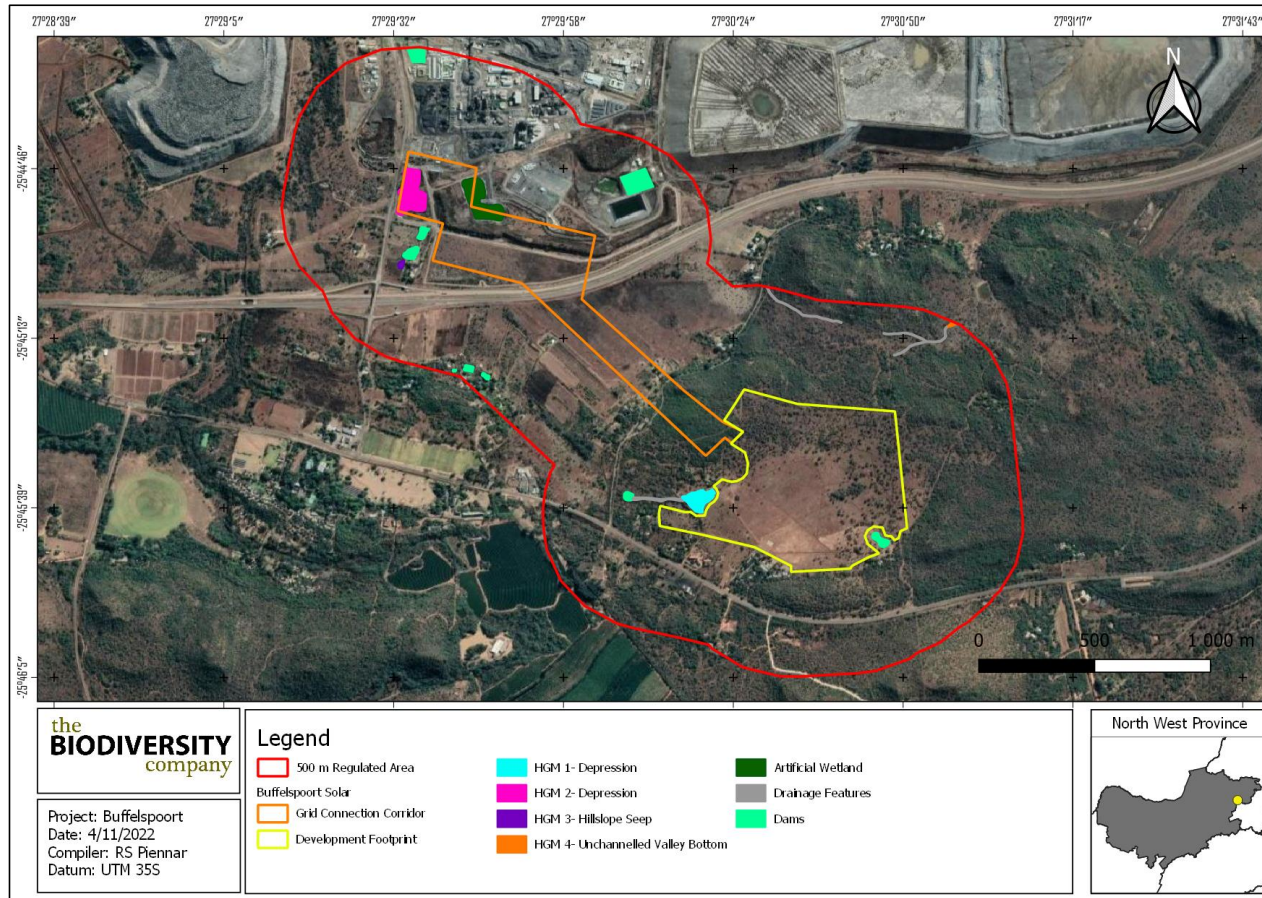 27°28'39" 27°29'5" 27°29'32" 27°29'58" 27°30'24" 27°30'50" 27°31'17" 27°31'43"
N
-25°44'46"
-25°45'13"
-25°45'39"
-25°46'5"
0 500 1 000 m
the
BIODIVERSITY
company
Project: Buffelspoort
Date: 4/11/2022
Compiler: RS Piennar
Datum: UTM 35S
Legend
500 m Regulated Area
Buffelspoort Solar
Grid Connection Corridor
Development Footprint
HGM 1- Depression
HGM 2- Depression
HGM 3- Hillslope Seep
HGM 4- Unchannelled Valley Bottom
Artificial Wetland
Drainage Features
Dams
North West Province